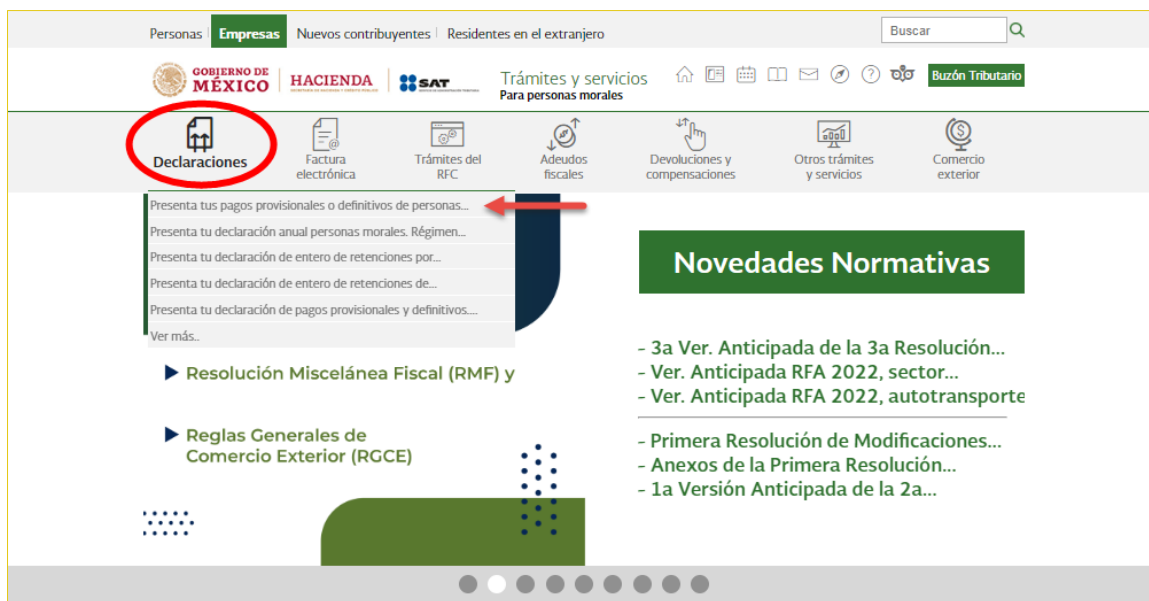 Personas Empresas Nuevos contribuyentes Residentes en el extranjero Buscar
GOBIERNO DE
MÉXICO
HACIENDA
SAT
Trámites y servicios
Para personas morales
Buzón Tributario
Declaraciones
Factura
electrónica
Trámites del
RFC
Adeudos
fiscales
Devoluciones y
compensaciones
Otros trámites
y servicios
Comercio
exterior
Presenta tus pagos provisionales o definitivos de personas...
Presenta tu declaración anual personas morales. Régimen...
Presenta tu declaración de entero de retenciones por...
Presenta tu declaración de entero de retenciones de...
Presenta tu declaración de pagos provisionales y definitivos....
Ver más..
Resolución Miscelánea Fiscal (RMF) y
Reglas Generales de
Comercio Exterior (RGCE)
Novedades Normativas
- 3a Ver. Anticipada de la 3a Resolución...
- Ver. Anticipada RFA 2022, sector...
- Ver. Anticipada RFA 2022, autotransporte
- Primera Resolución de Modificaciones...
- Anexos de la Primera Resolución...
- 1a Versión Anticipada de la 2a...